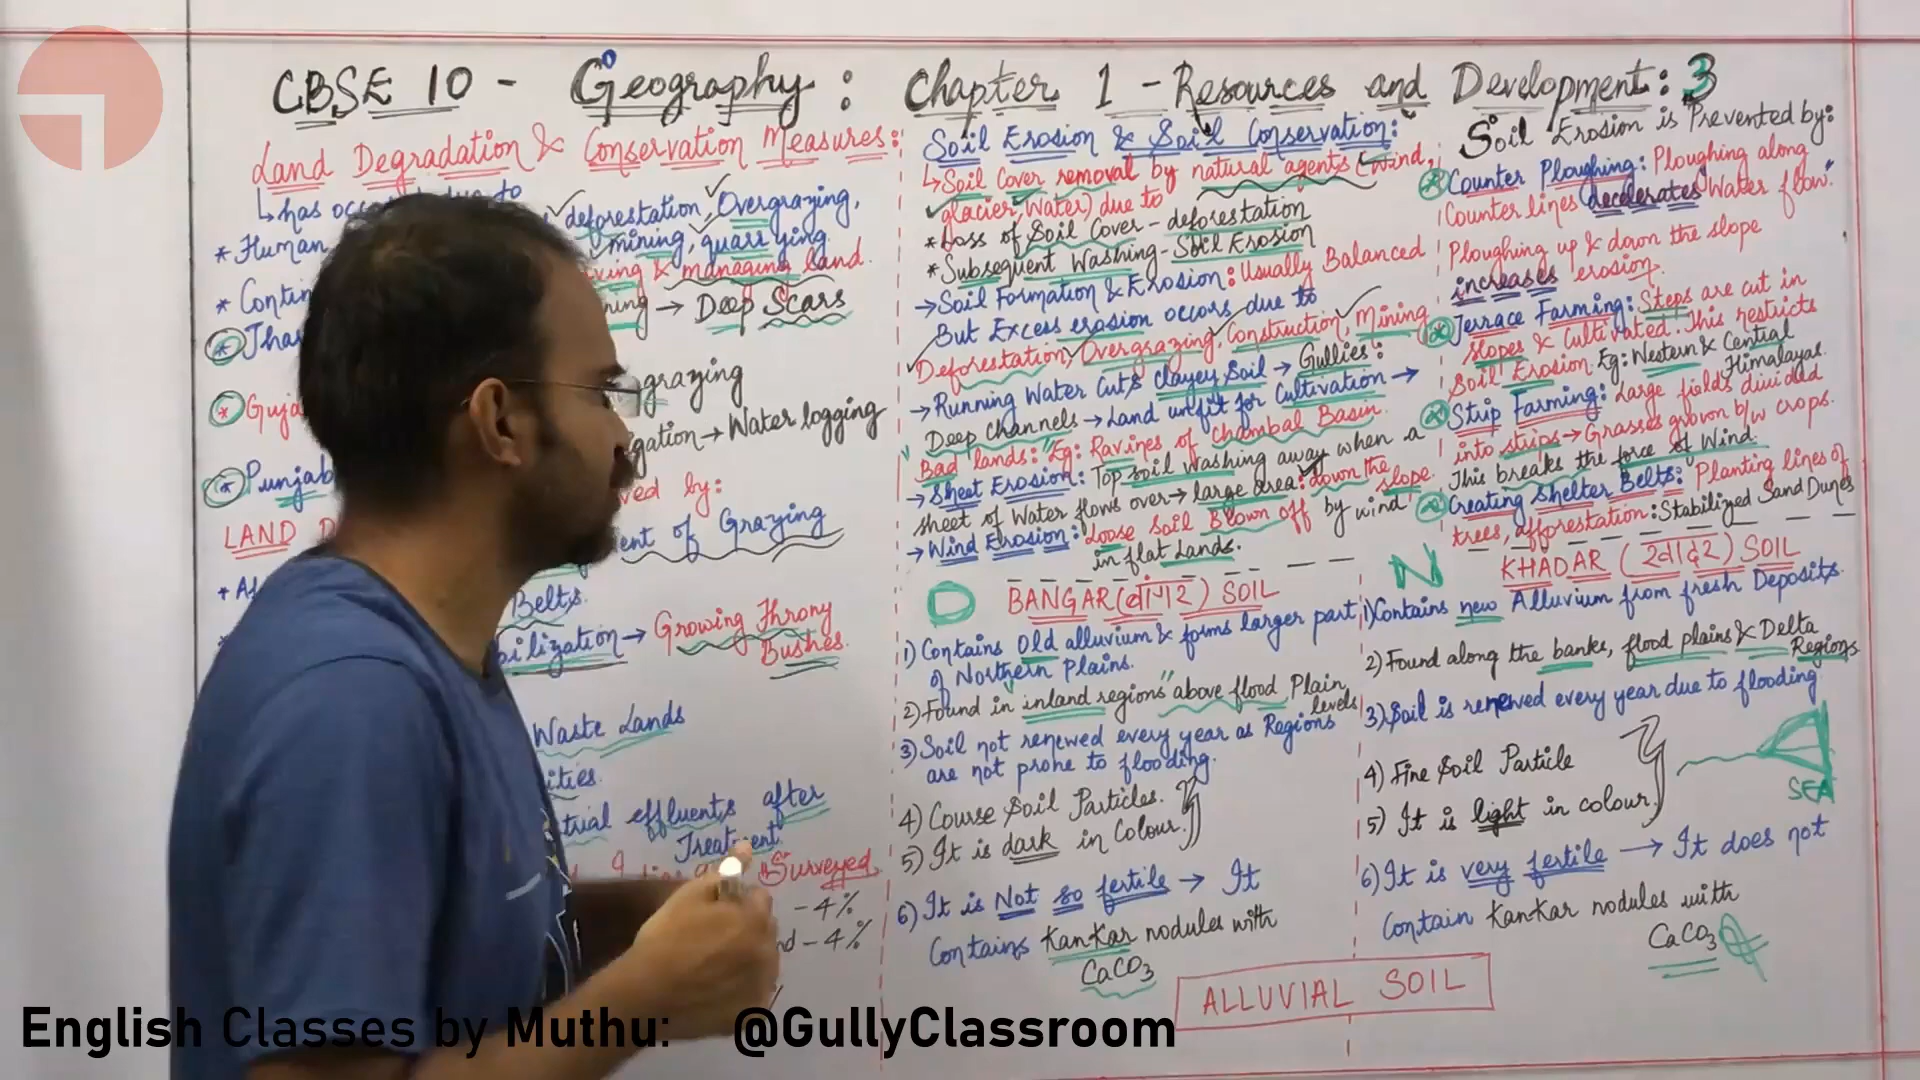 CBSE 10 - Geography : Chapter 1 - Resources and Development: 3
Land Degradation & Conservation Measures:
↳has due to
deforestation, Overgrazing,
* Human mining, quarrying
& managing land.
* Contin → Deep Scars
* Thar
* Guja grazing
gation → Water logging
* Punjab
ved by:
LAND D ent of Grazing
Belts.
ilization → Growing Throny
Bushes.
Waste Lands
ities.
trial effluents after
Treatment
Surveyed
- 4%
nd - 4%
Soil Erosion & Soil Conservation:
↳Soil Cover removal by natural agents (wind,
glacier, Water) due to
* Loss of Soil Cover - deforestation
* Subsequent Washing - Soil Erosion
→ Soil Formation & Erosion: Usually Balanced
But Excess erosion occurs due to
Deforestation, Overgrazing, Construction, Mining
→ Running Water Cuts clayey Soil → Gullies:
Deep Channels → Land unfit for Cultivation →
"Bad lands: Eg: Ravines of Chambal Basin.
→ Sheet Erosion: Top soil Washing away when a
sheet of Water flows over → large area: down the slope.
→ Wind Erosion: Loose Soil Blown off by wind
in flat Lands.
Soil Erosion is Prevented by:
* Counter Ploughing: Ploughing along
Counter lines decelerates Water flow."
Ploughing up & down the slope
increases erosion.
* Terrace Farming: Steps are cut in
slopes & Cultivated. This restricts
Soil Erosion. Eg: Western & Central
Himalayas.
* Strip Farming: Large fields divided
into strips → Grasses grown b/w crops.
This breaks the force of Wind.
* Creating Shelter Belts: Planting lines of
trees, afforestation: Stabilized Sand Dunes
O BANGAR (बांगर) SOIL
1) Contains Old alluvium & forms larger part
of Northern Plains.
2) Found in inland regions "above flood Plain
levels
3) Soil not renewed every year as Regions
are not prone to flooding.
4) Course Soil Particles.
5) It is dark in Colour.
6) It is Not so fertile → It
Contains Kankar nodules with
CaCO3
N KHADAR (खादर) SOIL
1) Contains new Alluvium from fresh Deposits.
2) Found along the banks, flood plains & Delta
Regions
3) Soil is renewed every year due to flooding
4) Fine Soil Particle
5) It is light in colour.
SEA
6) It is very fertile → It does not
Contain Kankar nodules with
CaCO3
ALLUVIAL SOIL
English Classes by Muthu: @GullyClassroom